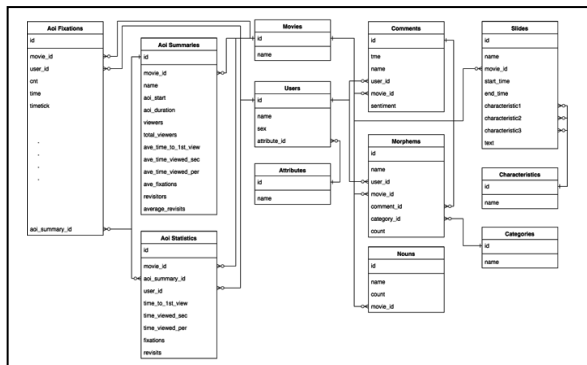 Aoi Fixations
id
movie_id
user_id
cnt
time
timetick
.
.
.
.
aoi_summary_id
Aoi Summaries
id
movie_id
name
aoi_start
aoi_duration
viewers
total_viewers
ave_time_to_1st_view
ave_time_viewed_sec
ave_time_viewed_per
ave_fixations
revisitors
average_revisits
Aoi Statistics
id
movie_id
aoi_summary_id
user_id
time_to_1st_view
time_viewed_sec
time_viewed_per
fixations
revisits
Movies
id
name
Users
id
name
sex
attribute_id
Attributes
id
name
Comments
id
tme
name
user_id
movie_id
sentiment
Morphems
id
name
user_id
movie_id
comment_id
category_id
count
Nouns
id
name
count
movie_id
Slides
id
name
movie_id
start_time
end_time
characteristic1
characteristic2
characteristic3
text
Characteristics
id
name
Categories
id
name